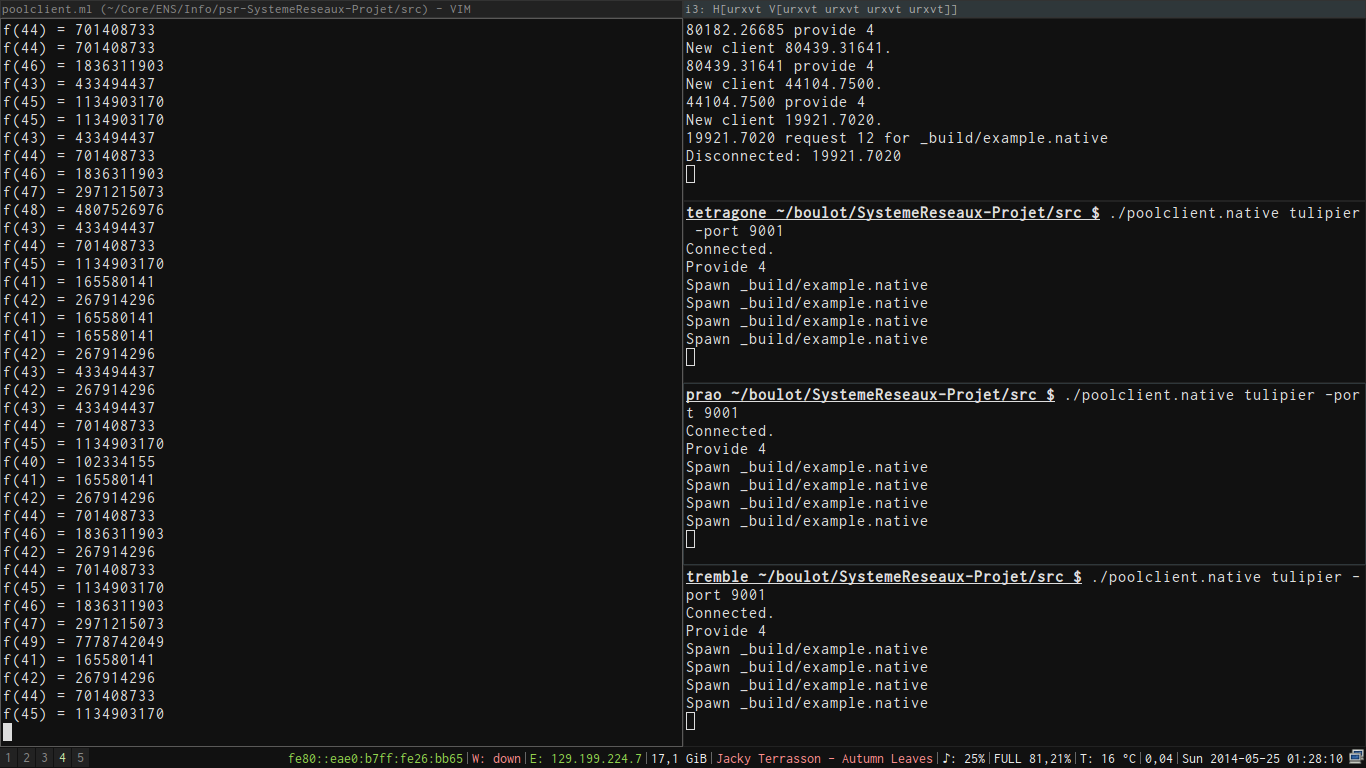 poolclient.ml (~/Core/ENS/Info/psr-SystemeReseaux-Projet/src) - VIM
f(44) = 701408733
f(44) = 701408733
f(46) = 1836311903
f(43) = 433494437
f(45) = 1134903170
f(45) = 1134903170
f(43) = 433494437
f(44) = 701408733
f(46) = 1836311903
f(47) = 2971215073
f(48) = 4807526976
f(43) = 433494437
f(44) = 701408733
f(45) = 1134903170
f(41) = 165580141
f(42) = 267914296
f(41) = 165580141
f(41) = 165580141
f(42) = 267914296
f(43) = 433494437
f(42) = 267914296
f(43) = 433494437
f(44) = 701408733
f(45) = 1134903170
f(40) = 102334155
f(41) = 165580141
f(42) = 267914296
f(44) = 701408733
f(46) = 1836311903
f(42) = 267914296
f(44) = 701408733
f(45) = 1134903170
f(46) = 1836311903
f(47) = 2971215073
f(49) = 7778742049
f(41) = 165580141
f(42) = 267914296
f(44) = 701408733
f(45) = 1134903170
i3: H[urxvt V[urxvt urxvt urxvt urxvt]]
80182.26685 provide 4
New client 80439.31641.
80439.31641 provide 4
New client 44104.7500.
44104.7500 provide 4
New client 19921.7020.
19921.7020 request 12 for _build/example.native
Disconnected: 19921.7020
tetragone ~/boulot/SystemeReseaux-Projet/src $ ./poolclient.native tulipier
-port 9001
Connected.
Provide 4
Spawn _build/example.native
Spawn _build/example.native
Spawn _build/example.native
Spawn _build/example.native
prao ~/boulot/SystemeReseaux-Projet/src $ ./poolclient.native tulipier -por
t 9001
Connected.
Provide 4
Spawn _build/example.native
Spawn _build/example.native
Spawn _build/example.native
Spawn _build/example.native
tremble ~/boulot/SystemeReseaux-Projet/src $ ./poolclient.native tulipier -
port 9001
Connected.
Provide 4
Spawn _build/example.native
Spawn _build/example.native
Spawn _build/example.native
Spawn _build/example.native
1 2 3 4 5
fe80::eae0:b7ff:fe26:bb65|W: down|E: 129.199.224.7|17,1 GiB|Jacky Terrasson - Autumn Leaves|♪: 25%|FULL 81,21%|T: 16 °C|0,04|Sun 2014-05-25 01:28:10